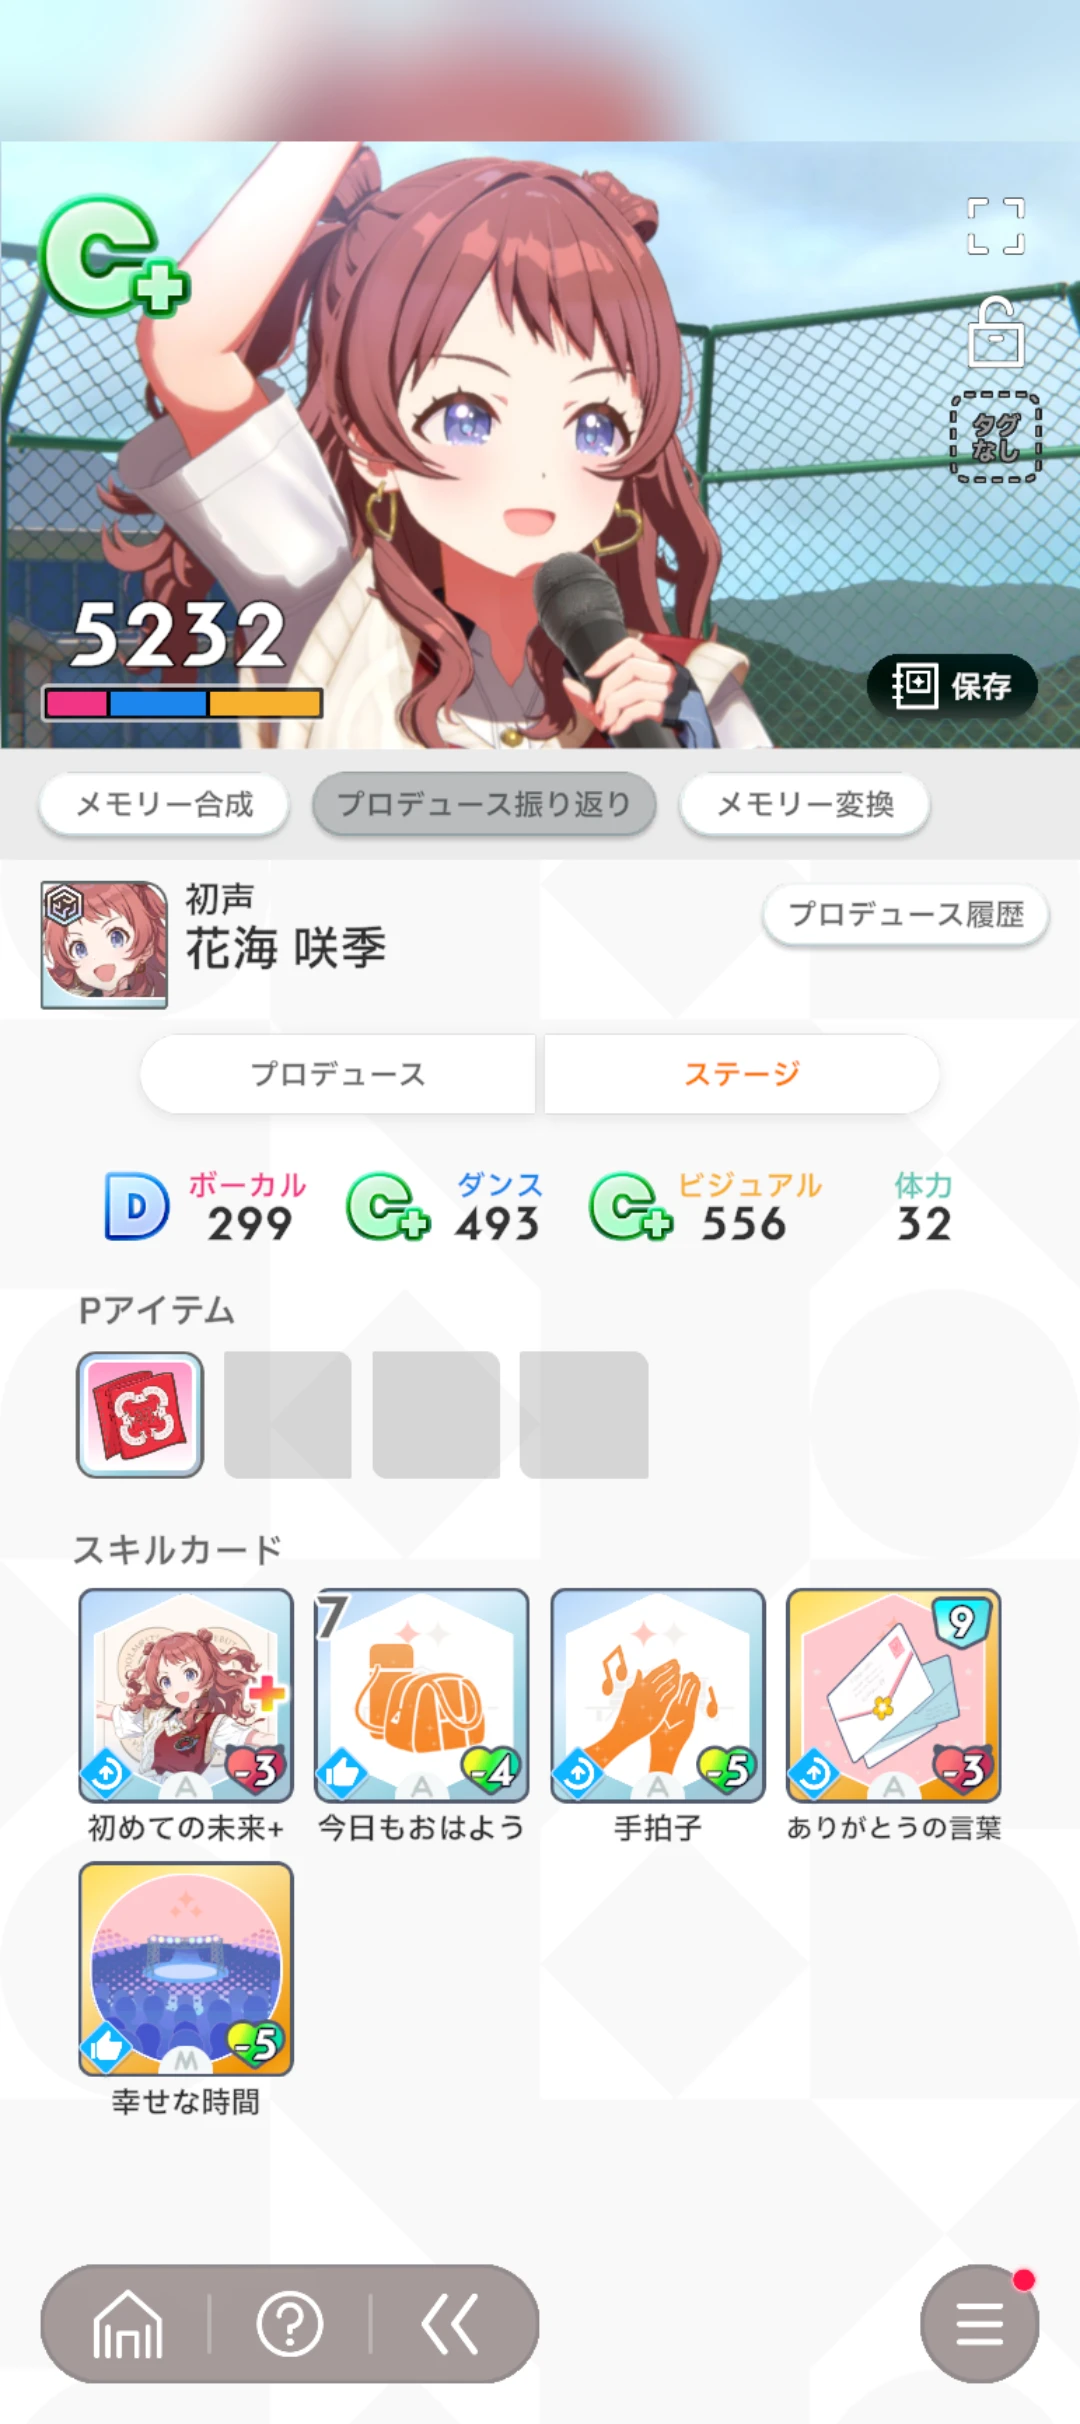 C+
タグ
なし
5232
保存
メモリー合成
プロデュース振り返り
メモリー変換
初声
花海 咲季
プロデュース履歴
プロデュース
ステージ
D ボーカル 299
C+ ダンス 493
C+ ビジュアル 556
体力 32
Pアイテム
スキルカード
A -3
初めての未来+
7 A -4
今日もおはよう
A -5
手拍子
9 A -3
ありがとうの言葉
M -5
幸せな時間